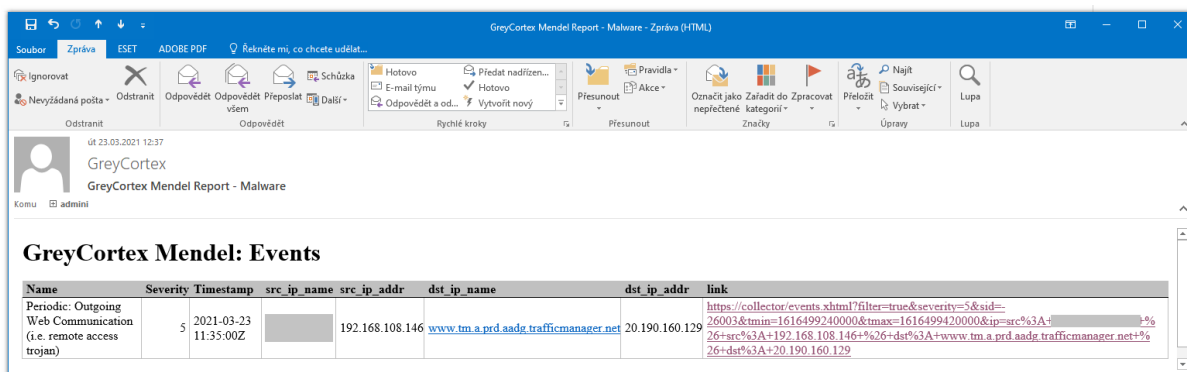 GreyCortex Mendel Report - Malware - Zpráva (HTML)
Soubor Zpráva ESET ADOBE PDF Řekněte mi, co chcete udělat...
Ignorovat
Nevyžádaná pošta
Odstranit
Odpovědět Odpovědět všem Přeposlat
Schůzka
Další
Hotovo
E-mail týmu
Odpovědět a od...
Předat nadřízen...
Hotovo
Vytvořit nový
Přesunout
Pravidla
Akce
Označit jako nepřečtené
Zařadit do kategorií
Zpracovat
Přeložit
Najít
Související
Vybrat
Lupa
Odstranit Odpovědět Rychlé kroky Přesunout Značky Úpravy Lupa
út 23.03.2021 12:37
GreyCortex
GreyCortex Mendel Report - Malware
Komu admini
GreyCortex Mendel: Events
Name Severity Timestamp src_ip_name src_ip_addr dst_ip_name dst_ip_addr link
Periodic: Outgoing
Web Communication
(i.e. remote access
trojan)
5
2021-03-23
11:35:00Z
192.168.108.146
www.tm.a.prd.aadg.trafficmanager.net
20.190.160.129
https://collector/events.xhtml?filter=true&severity=5&sid=-
26003&tmin=1616499240000&tmax=1616499420000&ip=src%3A+ +%
26+src%3A+192.168.108.146+%26+dst%3A+www.tm.a.prd.aadg.trafficmanager.net+%
26+dst%3A+20.190.160.129